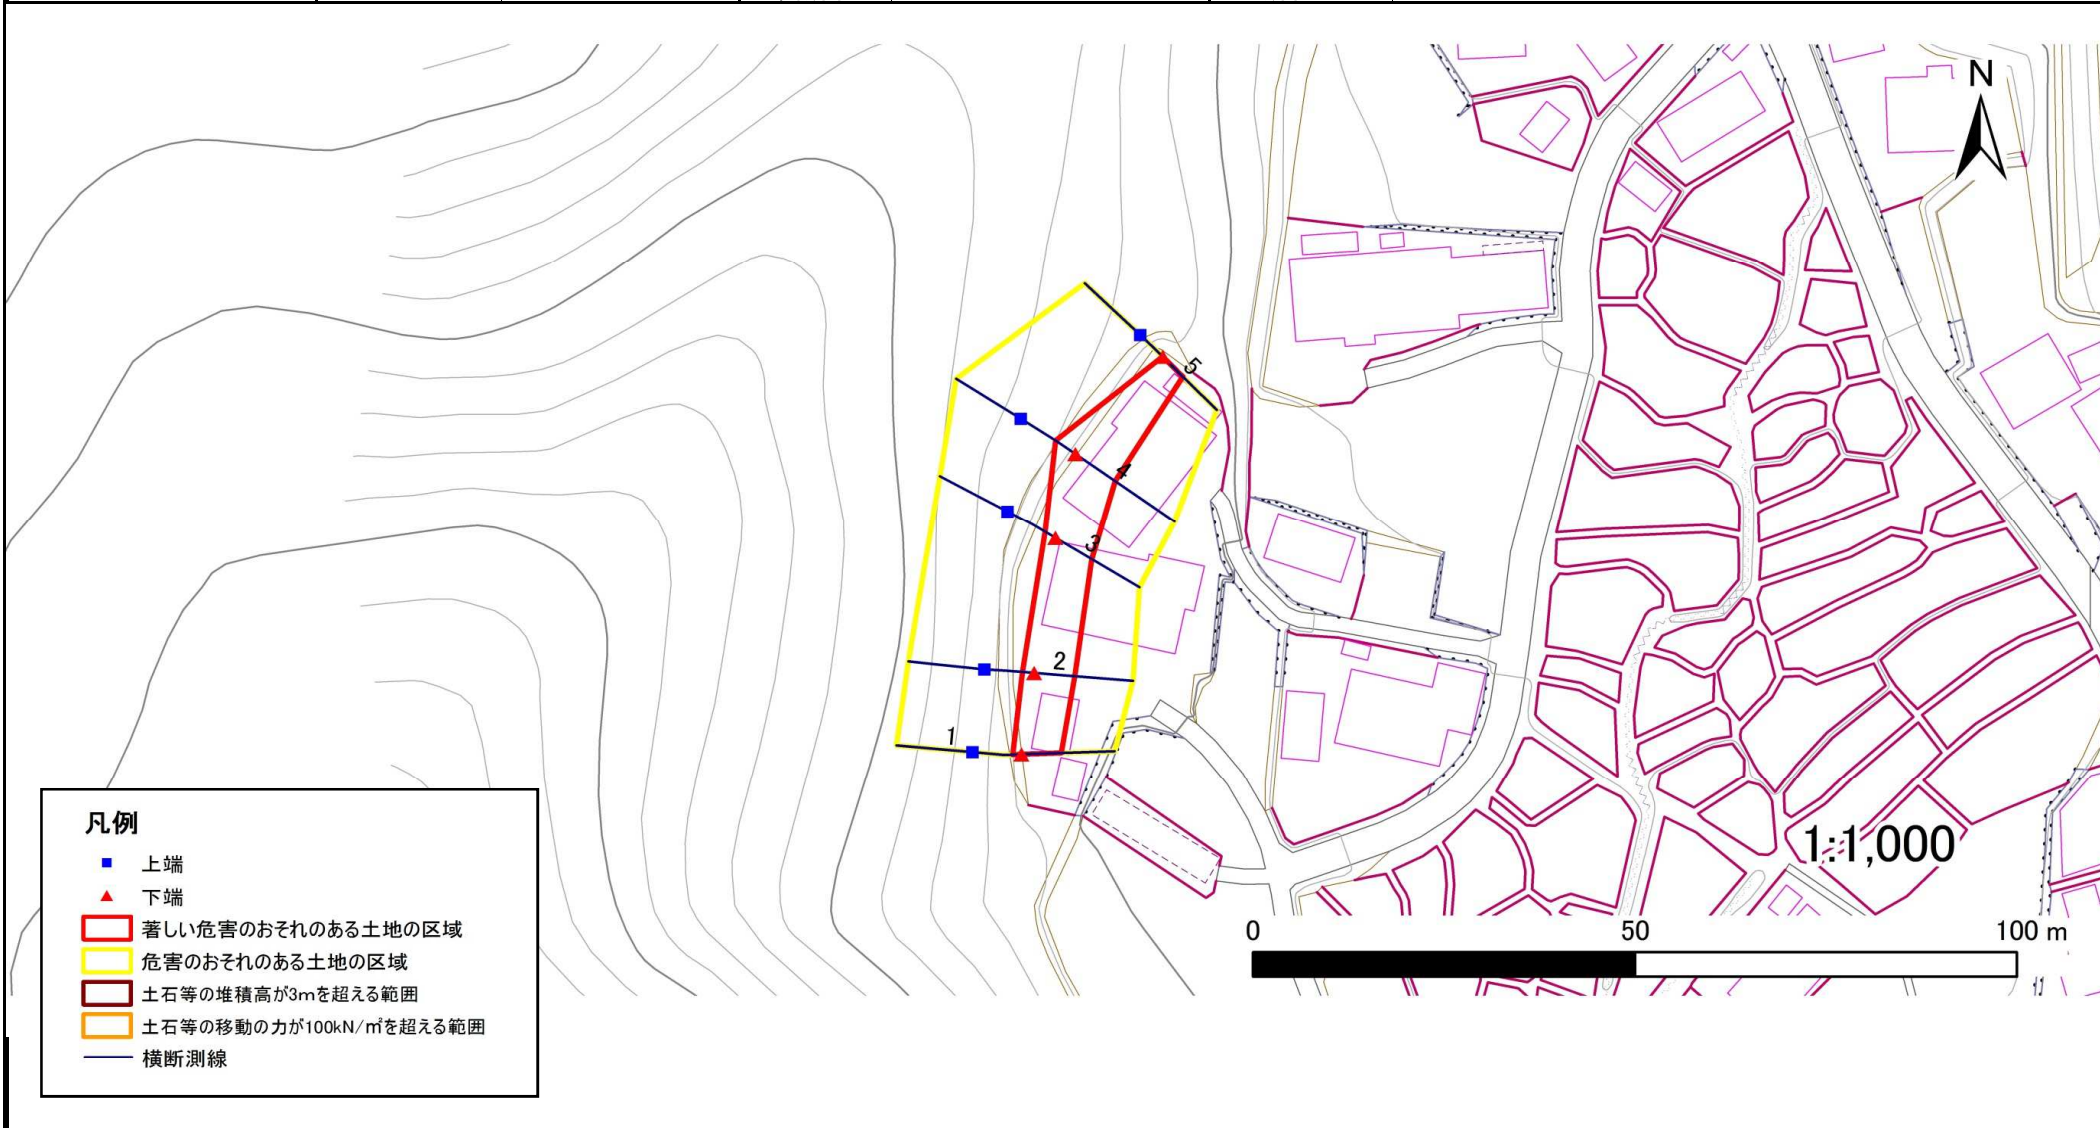 N
5
4
3
2
1
1:1,000
0 50 100 m
凡例
上端
下端
著しい危害のおそれのある土地の区域
危害のおそれのある土地の区域
土石等の堆積高が3mを超える範囲
土石等の移動の力が100kN/㎡を超える範囲
横断測線